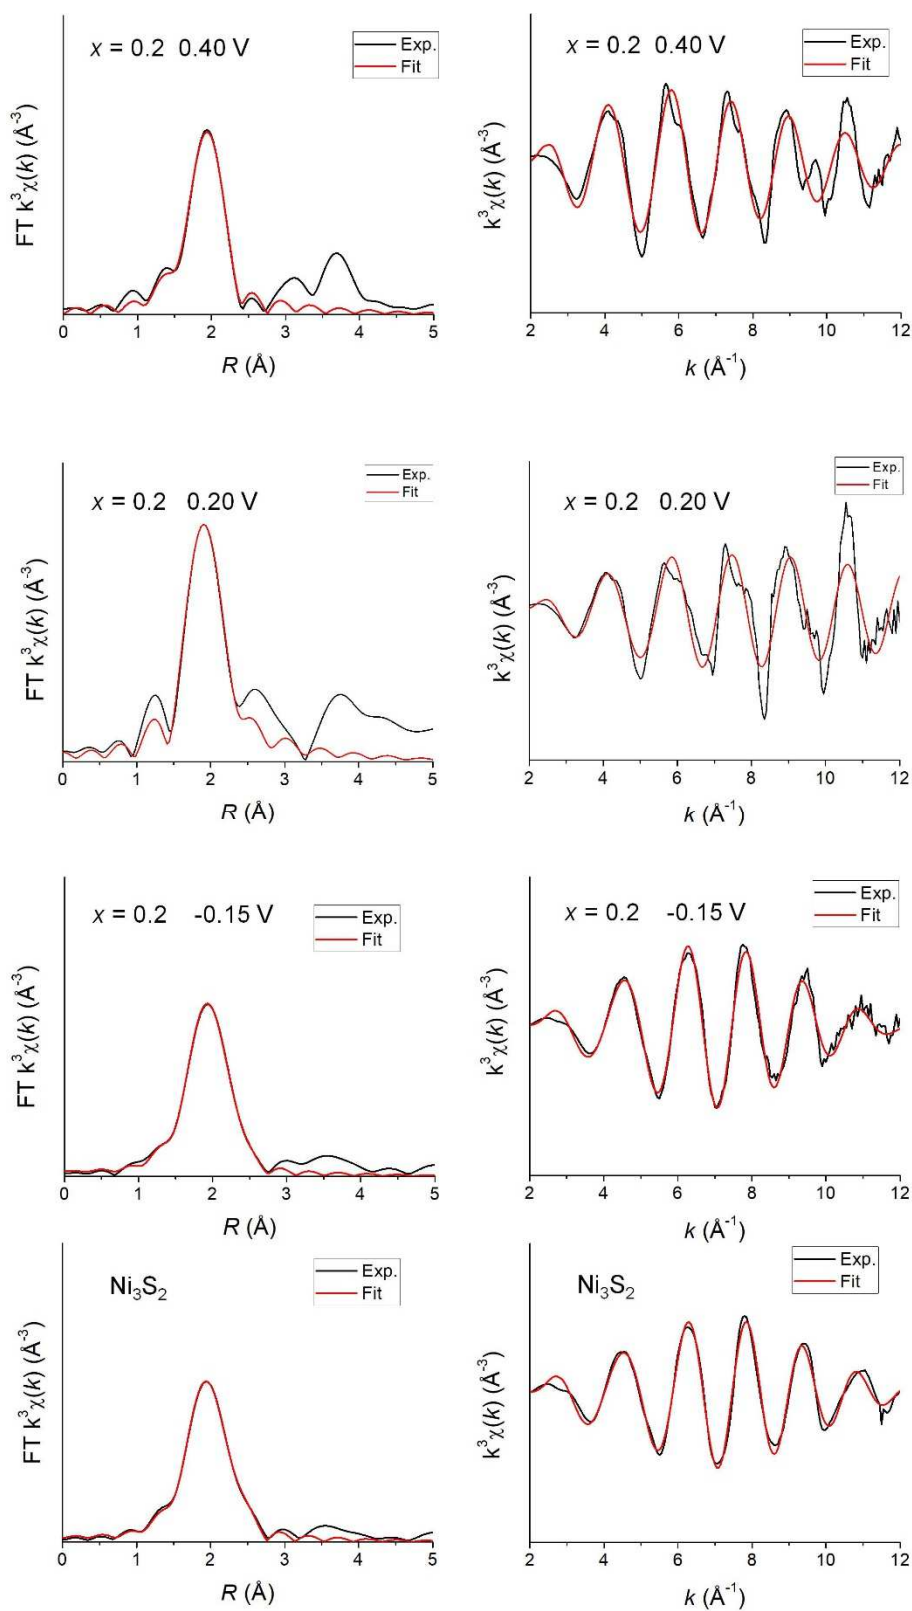 x = 0.2 0.40 V
Exp.
Fit
FT k³χ(k) (Å⁻³)
0 1 2 3 4 5
R (Å)
x = 0.2 0.40 V
Exp.
Fit
k³χ(k) (Å⁻³)
2 4 6 8 10 12
k (Å⁻¹)
x = 0.2 0.20 V
Exp.
Fit
FT k³χ(k) (Å⁻³)
0 1 2 3 4 5
R (Å)
x = 0.2 0.20 V
Exp.
Fit
k³χ(k) (Å⁻³)
2 4 6 8 10 12
k (Å⁻¹)
x = 0.2 -0.15 V
Exp.
Fit
FT k³χ(k) (Å⁻³)
0 1 2 3 4 5
R (Å)
x = 0.2 -0.15 V
Exp.
Fit
k³χ(k) (Å⁻³)
2 4 6 8 10 12
k (Å⁻¹)
Ni₃S₂
Exp.
Fit
FT k³χ(k) (Å⁻³)
0 1 2 3 4 5
R (Å)
Ni₃S₂
Exp.
Fit
k³χ(k) (Å⁻³)
2 4 6 8 10 12
k (Å⁻¹)